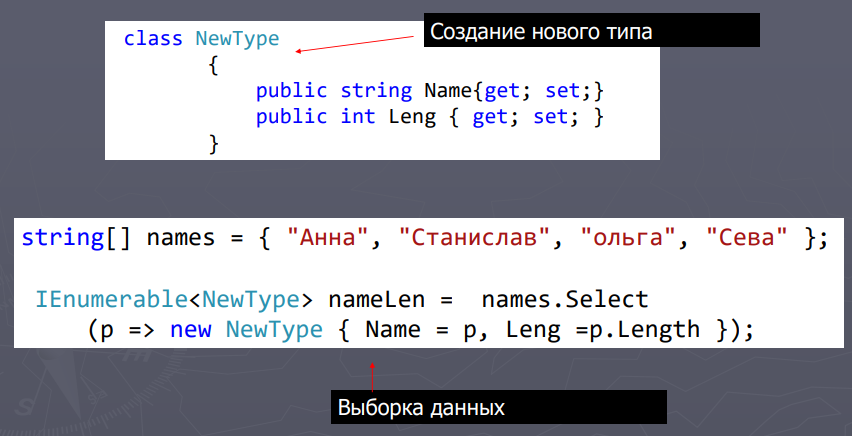 class NewType
Создание нового типа
{
public string Name{get; set;}
public int Leng { get; set; }
}
string[] names = { "Анна", "Станислав", "ольга", "Сева" };
IEnumerable<NewType> nameLen =  names.Select
(p => new NewType { Name = p, Leng =p.Length });
Выборка данных